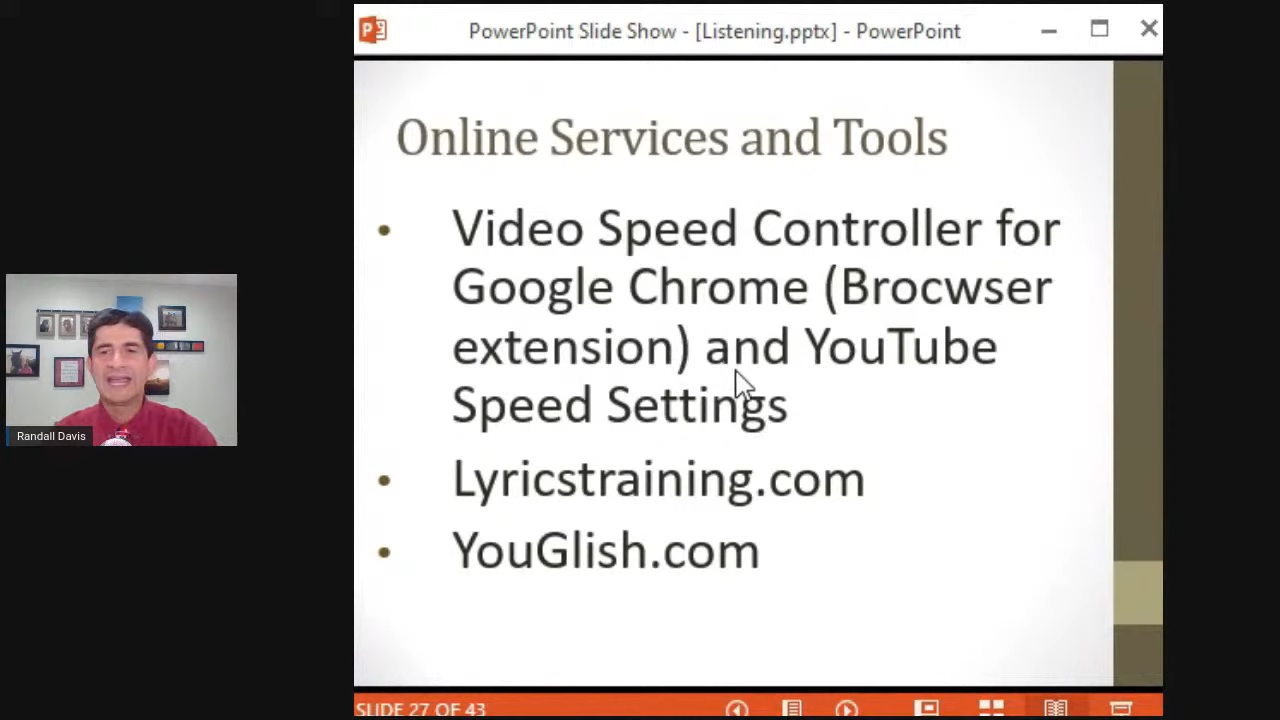 PowerPoint Slide Show - [Listening.pptx] - PowerPoint
Online Services and Tools
• Video Speed Controller for
Google Chrome (Brocwser
extension) and YouTube
Speed Settings
• Lyricstraining.com
• YouGlish.com
Randall Davis
SLIDE 27 OF 43